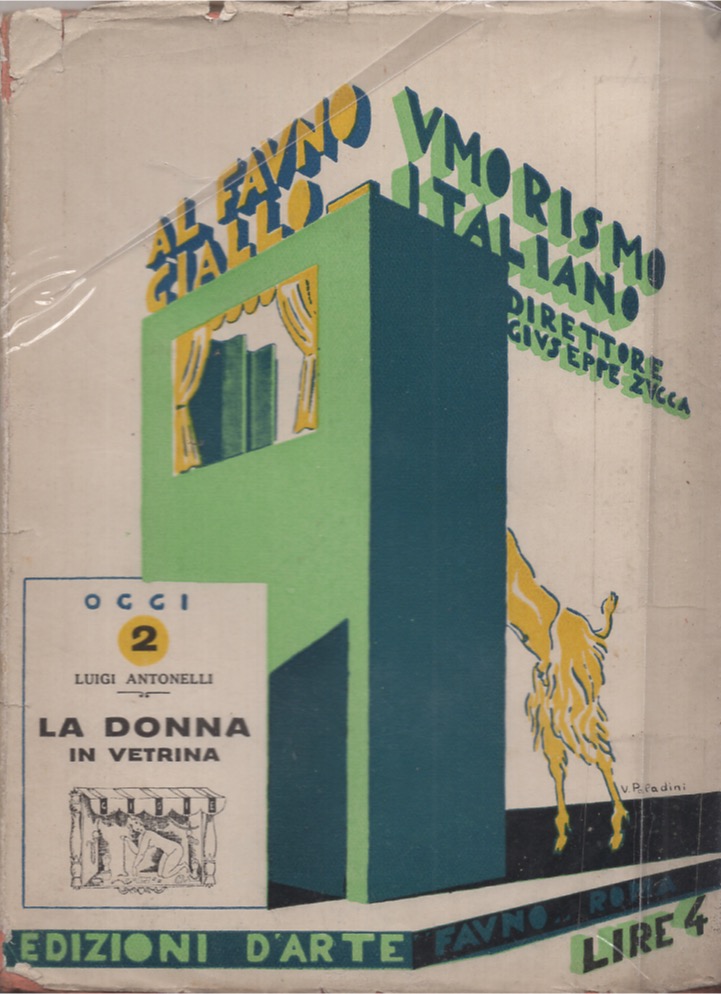 AL FAVNO
GIALLO
VMORISMO
ITALIANO
DIRETTORE
GIVSEPPE ZVCCA
OGGI
2
LUIGI ANTONELLI
LA DONNA
IN VETRINA
V. Paladini
EDIZIONI D'ARTE FAVNO - ROMA
LIRE 4